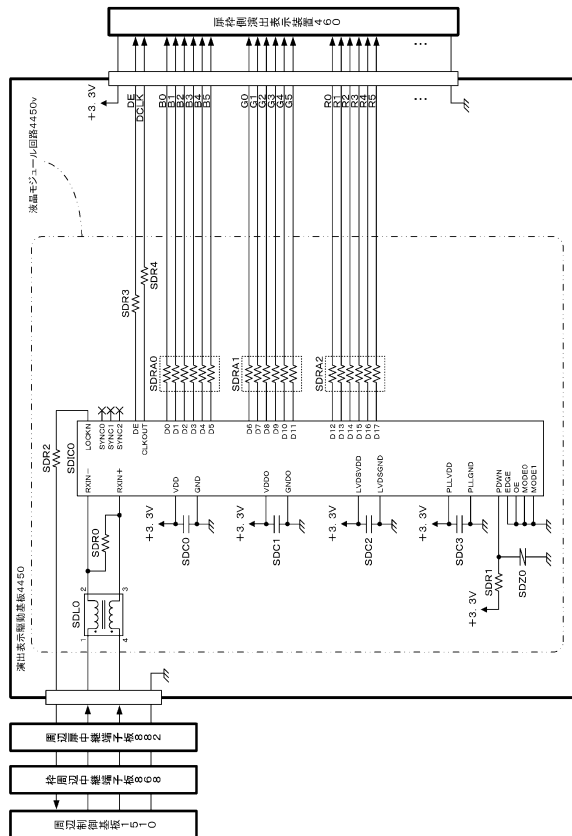 扉枠側演出表示装置460
+3.3V
DE
DCLK
B0
B1
B2
B3
B4
B5
G0
G1
G2
G3
G4
G5
R0
R1
R2
R3
R4
R5
液晶モジュール回路4450v
演出表示駆動基板4450
SDR3
SDR4
SDRA0
SDRA1
SDRA2
SDR2
SDIC0
LOCKN
SYNC0
SYNC1
SYNC2
DE
CLKOUT
D0
D1
D2
D3
D4
D5
D6
D7
D8
D9
D10
D11
D12
D13
D14
D15
D16
D17
RXIN-
RXIN+
VDD
GND
VDDO
GNDO
LVDSVDD
LVDSGND
PLLVDD
PLLGND
PDWN
EDGE
OE
MODE0
MODE1
SDR0
+3.3V
SDC0
+3.3V
SDC1
+3.3V
SDC2
+3.3V
SDC3
+3.3V
SDR1
SDZ0
SDL0
1
2
3
4
周辺扉中継端子板882
枠周辺中継端子板868
周辺制御基板1510